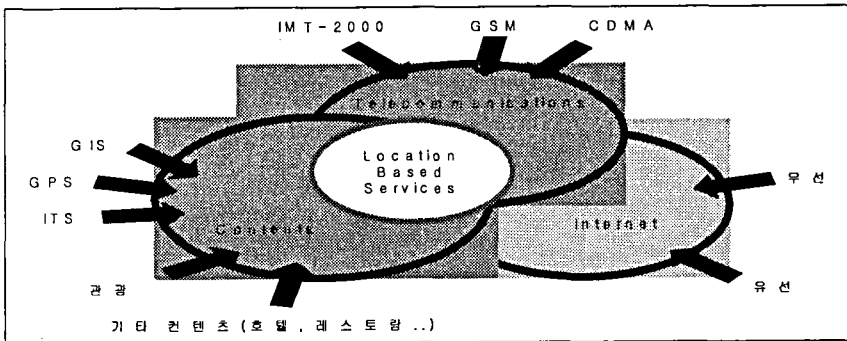 IMT-2000 GSM CDMA
Telecommunications
GIS
GPS
ITS
Location
Based
Services
우선
Contents
Internet
관광
유선
기타 컨텐츠(호텔, 레스토랑..)